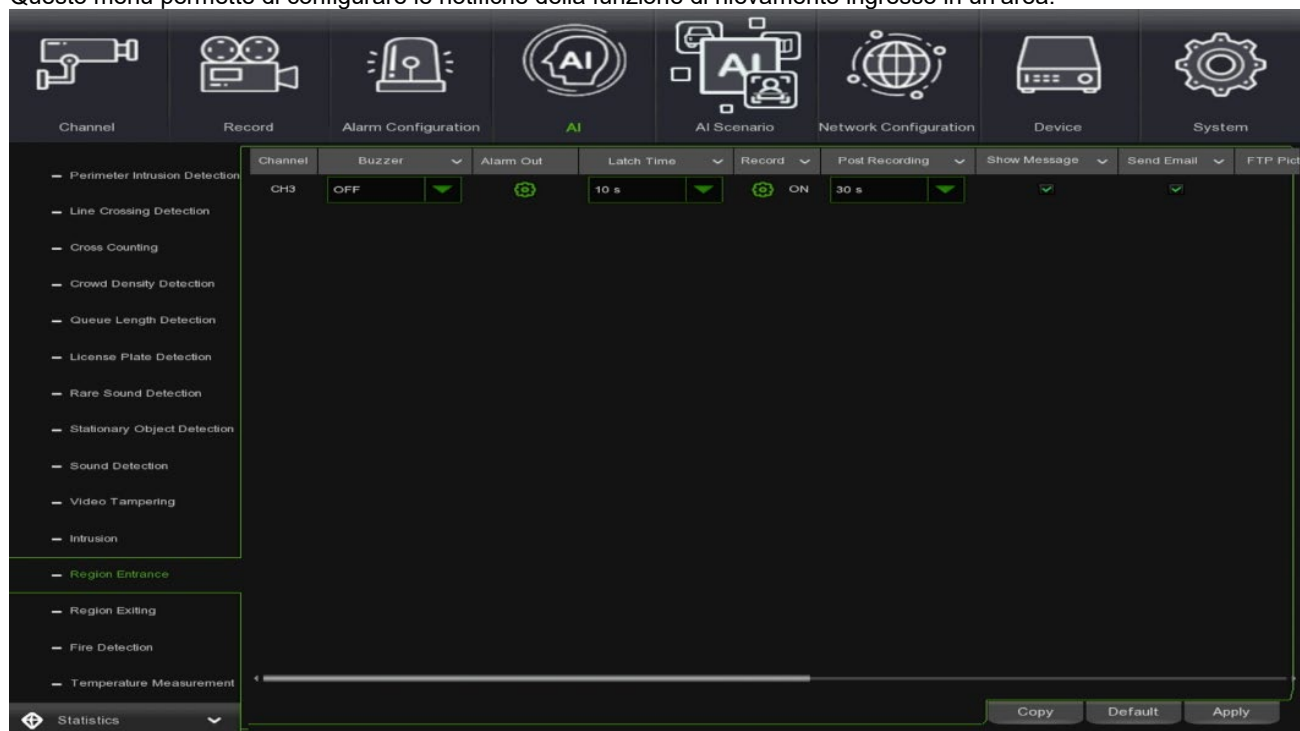 Questo menu permette di configurare le notifiche della funzione di rilevamento ingresso in un'area.
AI
AI
Channel
Record
Alarm Configuration
AI
AI Scenario
Network Configuration
Device
System
Channel Buzzer Alarm Out Latch Time Record Post Recording Show Message Send Email FTP Pict
CH3 OFF 10 s ON 30 s
Perimeter Intrusion Detection
Line Crossing Detection
Cross Counting
Crowd Density Detection
Queue Length Detection
License Plate Detection
Rare Sound Detection
Stationary Object Detection
Sound Detection
Video Tampering
Intrusion
Region Entrance
Region Exiting
Fire Detection
Temperature Measurement
Statistics
Copy Default Apply